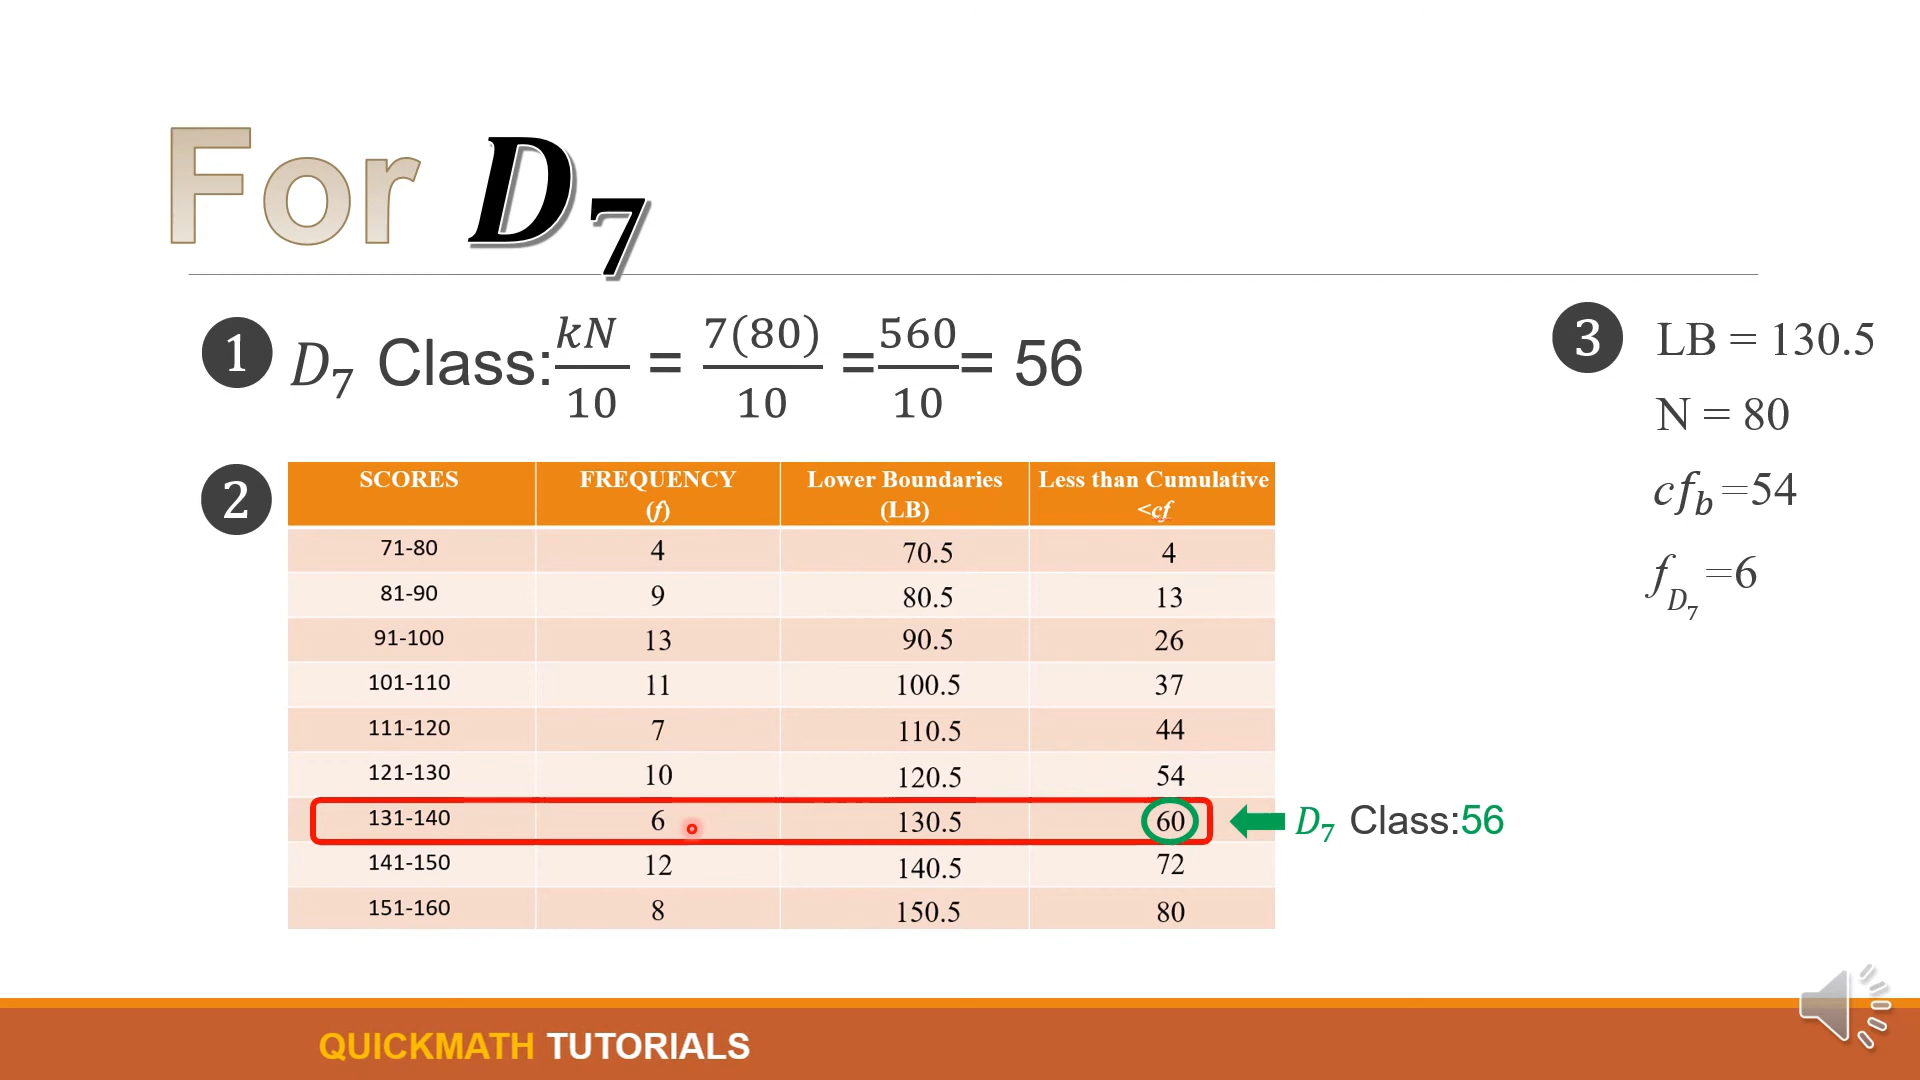 For D₇
1 D₇ Class: kN/10 = 7(80)/10 = 560/10 = 56
3 LB = 130.5
N = 80
cf_b = 54
f_D₇ = 6
2
SCORES FREQUENCY (f) Lower Boundaries (LB) Less than Cumulative <cf
71-80 4 70.5 4
81-90 9 80.5 13
91-100 13 90.5 26
101-110 11 100.5 37
111-120 7 110.5 44
121-130 10 120.5 54
131-140 6 130.5 60 D₇ Class:56
141-150 12 140.5 72
151-160 8 150.5 80
QUICKMATH TUTORIALS